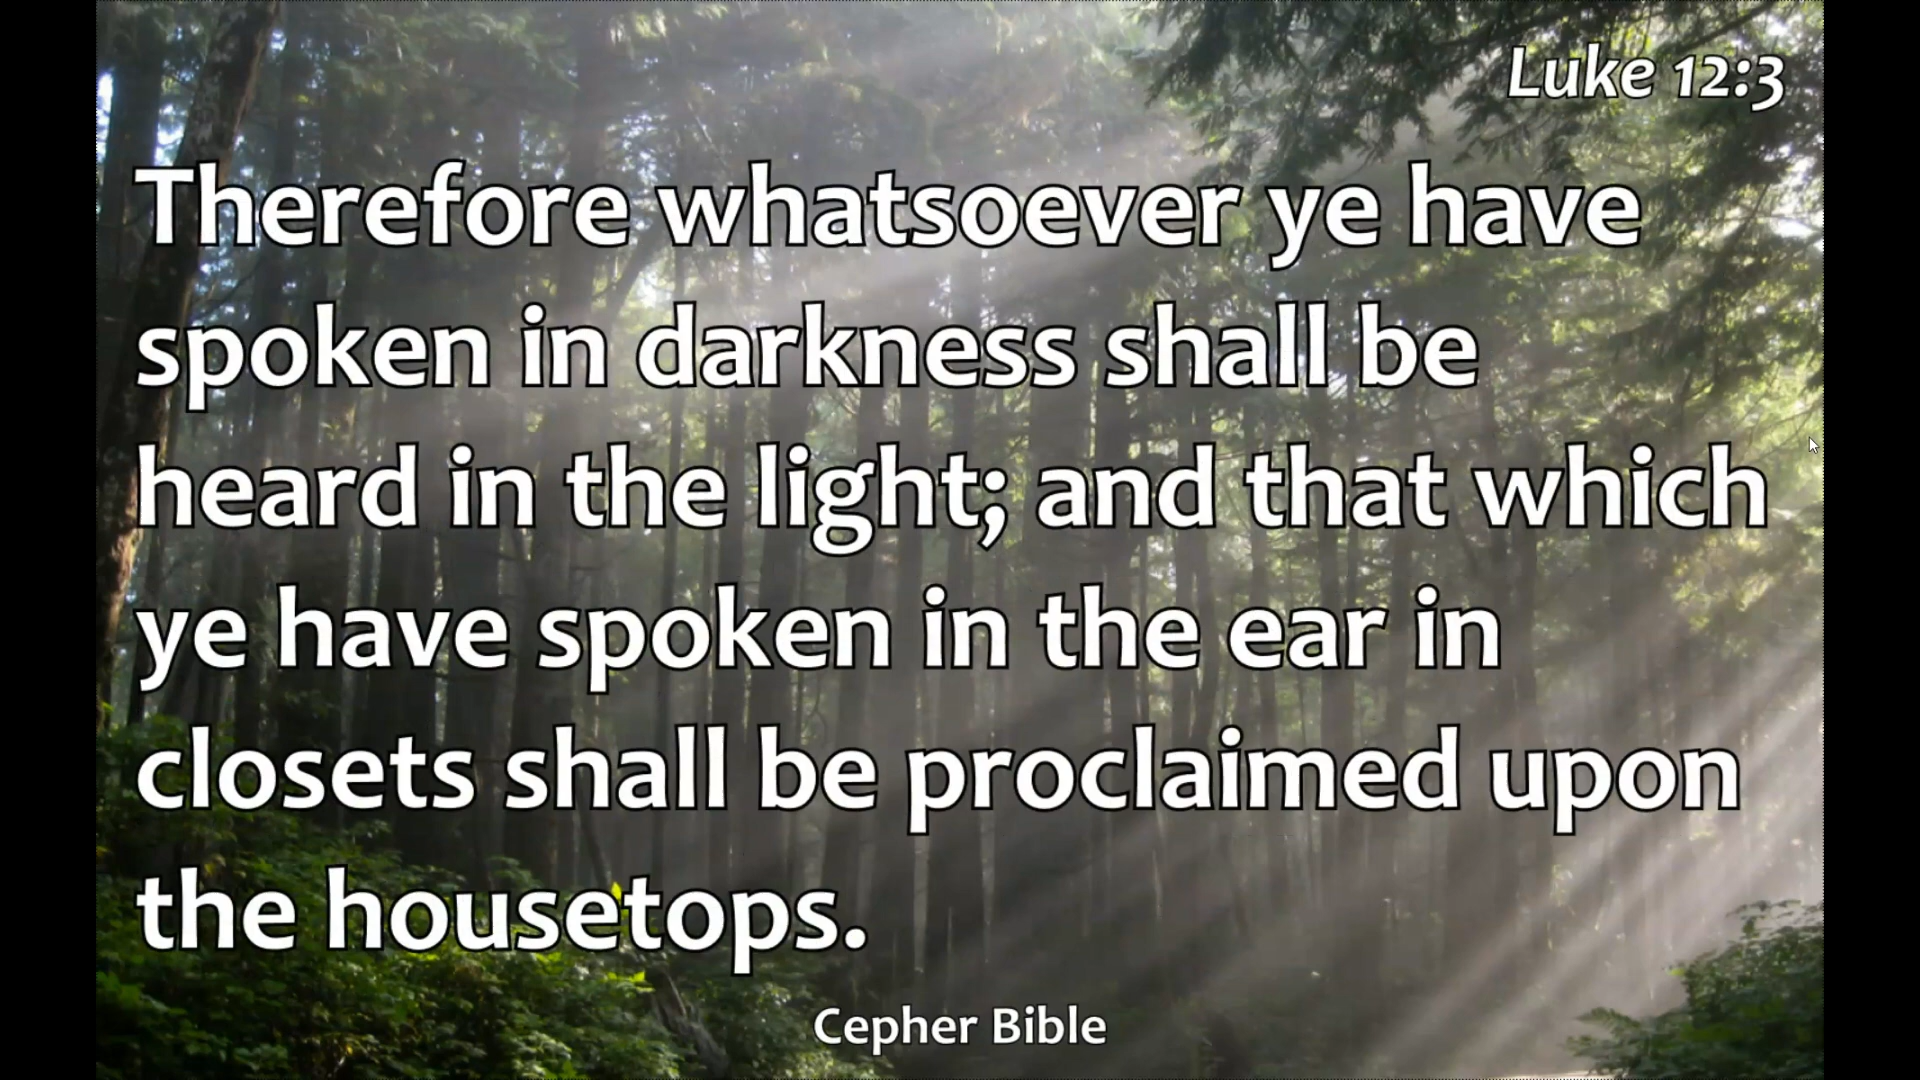 Luke 12:3
Therefore whatsoever ye have
spoken in darkness shall be
heard in the light; and that which
ye have spoken in the ear in
closets shall be proclaimed upon
the housetops.
Cepher Bible